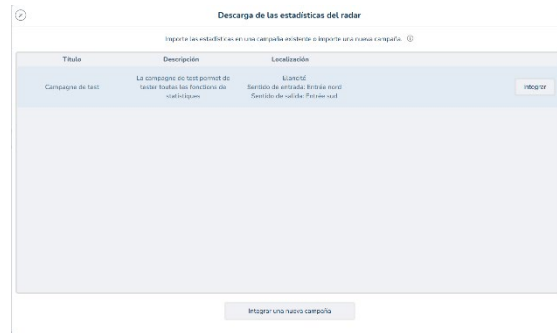 Descarga de las estadísticas del radar
Importe las estadísticas en una campaña existente o importe una nueva campaña.
Título Descripción Localización
Campagne de test
La campagne de test permet de
tester toutes les fonctions de
statistiques
Sentido de entrada: Entrée nord
Sentido de salida: Entrée sud
Integrar
Integrar una nueva campaña